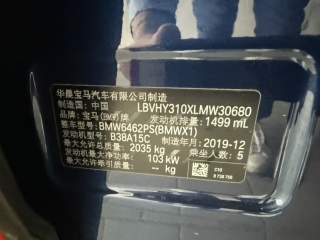 华晨宝马汽车有限公司制造
制造国：中国 LBVHY310XLMW30680
品牌：宝马(BMW)牌 发动机排量：1499 mL
整车型号：BMW6462PS(BMWX1)
发动机型号：B38A15C 制造年月：2019-12
最大允许总质量：2035 kg 乘坐人数：5
发动机最大净功率：103 kW
最大允许牵引质量：-- kg
C10